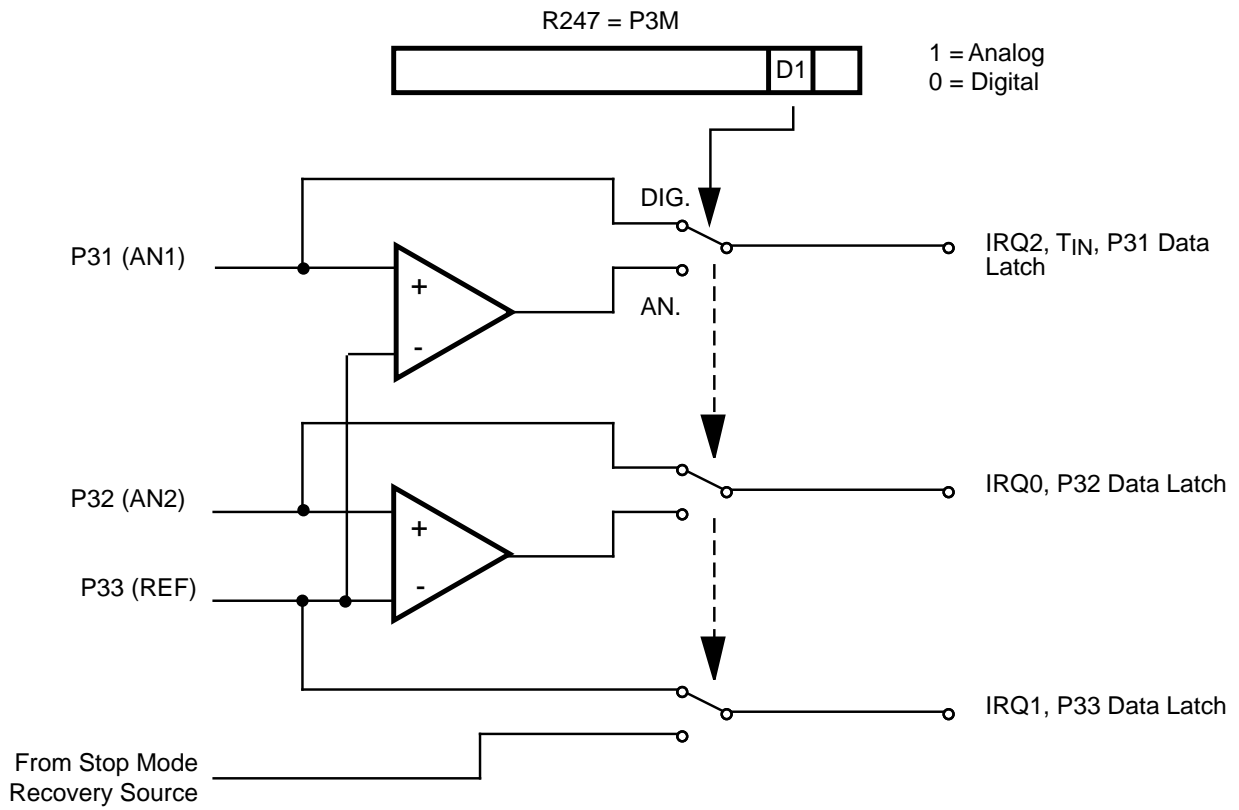 R247 = P3M
D1
1 = Analog
0 = Digital
DIG.
P31 (AN1)
+
-
AN.
IRQ2, TIN, P31 Data
Latch
P32 (AN2)
+
-
IRQ0, P32 Data Latch
P33 (REF)
IRQ1, P33 Data Latch
From Stop Mode
Recovery Source